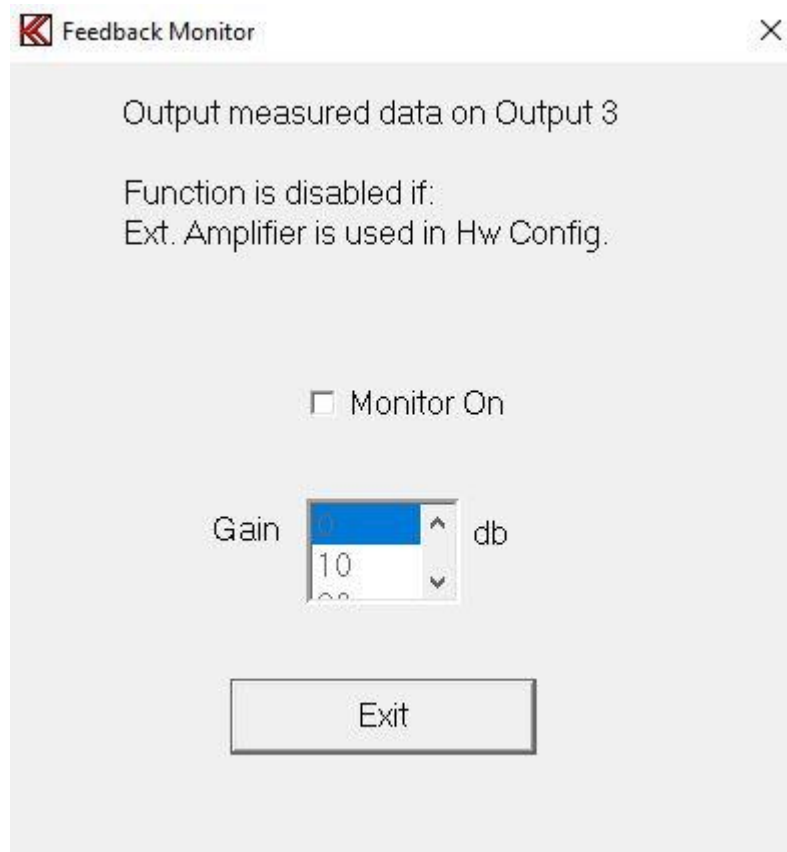 Feedback Monitor
Output measured data on Output 3
Function is disabled if:
Ext. Amplifier is used in Hw Config.
Monitor On
Gain 0 db
10
Exit